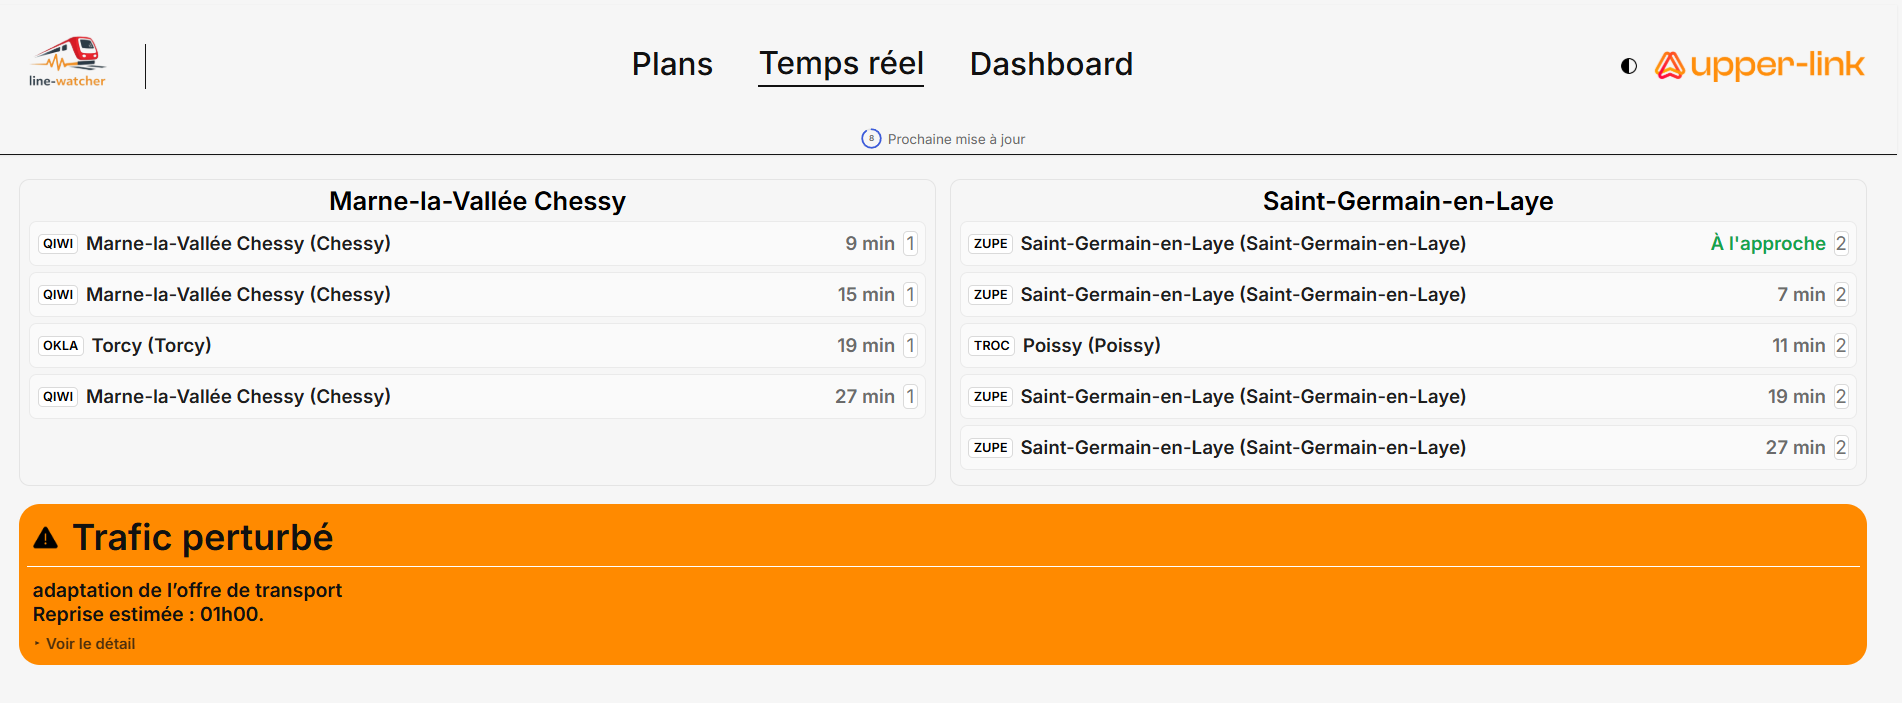 line-watcher
Plans Temps réel Dashboard
upper-link
8 Prochaine mise à jour
Marne-la-Vallée Chessy
QIWI Marne-la-Vallée Chessy (Chessy) 9 min 1
QIWI Marne-la-Vallée Chessy (Chessy) 15 min 1
OKLA Torcy (Torcy) 19 min 1
QIWI Marne-la-Vallée Chessy (Chessy) 27 min 1
Saint-Germain-en-Laye
ZUPE Saint-Germain-en-Laye (Saint-Germain-en-Laye) À l'approche 2
ZUPE Saint-Germain-en-Laye (Saint-Germain-en-Laye) 7 min 2
TROC Poissy (Poissy) 11 min 2
ZUPE Saint-Germain-en-Laye (Saint-Germain-en-Laye) 19 min 2
ZUPE Saint-Germain-en-Laye (Saint-Germain-en-Laye) 27 min 2
Trafic perturbé
adaptation de l’offre de transport
Reprise estimée : 01h00.
Voir le détail